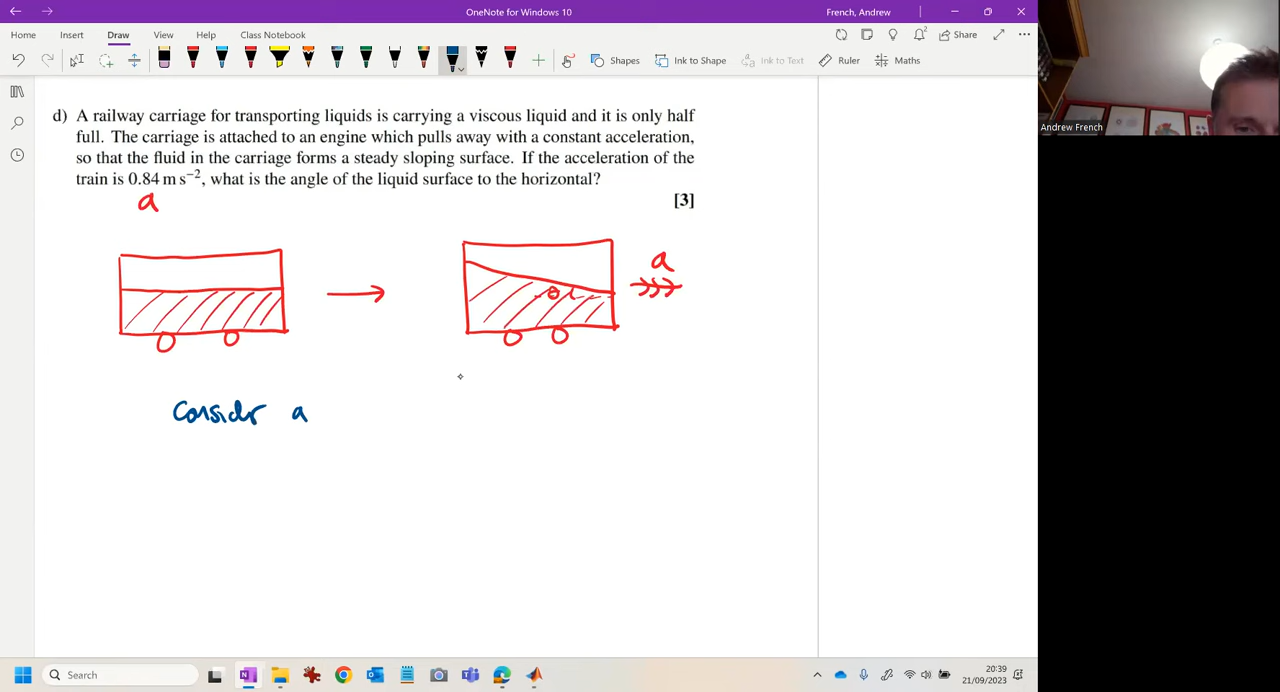 OneNote for Windows 10
French, Andrew
Home Insert Draw View Help Class Notebook
Share
Shapes Ink to Shape Ink to Text Ruler Maths
Andrew French
d) A railway carriage for transporting liquids is carrying a viscous liquid and it is only half
full. The carriage is attached to an engine which pulls away with a constant acceleration,
so that the fluid in the carriage forms a steady sloping surface. If the acceleration of the
train is 0.84 m s⁻², what is the angle of the liquid surface to the horizontal?
[3]
a
a
θ
Consider a
Search
20:39
21/09/2023